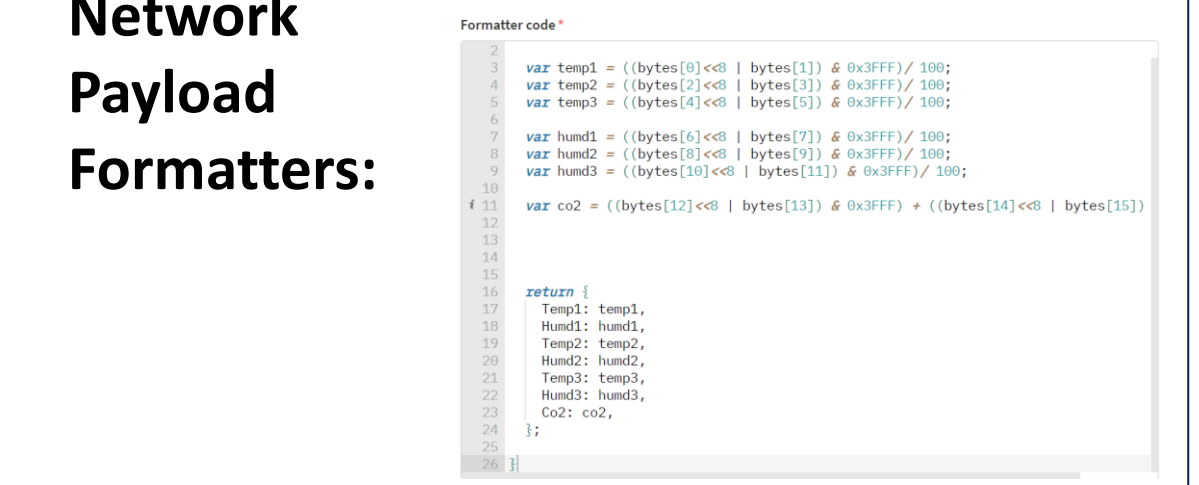 Network
Payload
Formatters:
Formatter code *
2
3 var temp1 = ((bytes[0]<<8 | bytes[1]) & 0x3FFF)/ 100;
4 var temp2 = ((bytes[2]<<8 | bytes[3]) & 0x3FFF)/ 100;
5 var temp3 = ((bytes[4]<<8 | bytes[5]) & 0x3FFF)/ 100;
6
7 var humd1 = ((bytes[6]<<8 | bytes[7]) & 0x3FFF)/ 100;
8 var humd2 = ((bytes[8]<<8 | bytes[9]) & 0x3FFF)/ 100;
9 var humd3 = ((bytes[10]<<8 | bytes[11]) & 0x3FFF)/ 100;
10
i 11 var co2 = ((bytes[12]<<8 | bytes[13]) & 0x3FFF) + ((bytes[14]<<8 | bytes[15])
12
13
14
15
16 return {
17 Temp1: temp1,
18 Humd1: humd1,
19 Temp2: temp2,
20 Humd2: humd2,
21 Temp3: temp3,
22 Humd3: humd3,
23 Co2: co2,
24 };
25
26 }